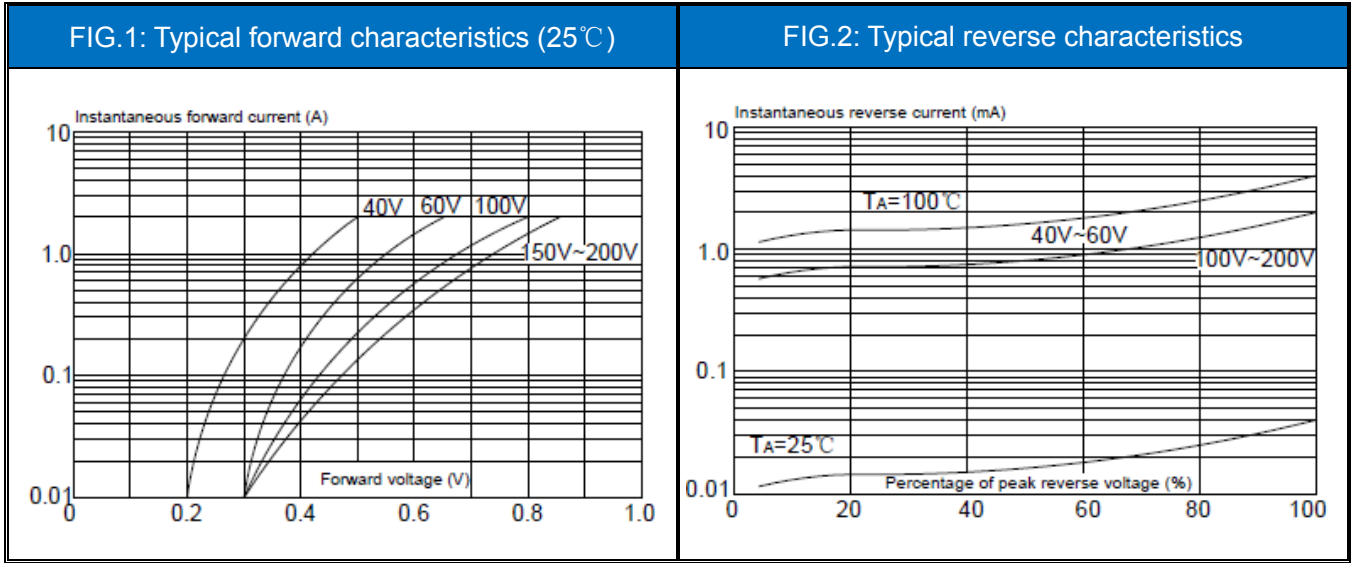 FIG.1: Typical forward characteristics (25℃)
Instantaneous forward current (A)
10
1.0
0.1
0.01
40V
60V
100V
150V~200V
Forward voltage (V)
0
0.2
0.4
0.6
0.8
1.0
FIG.2: Typical reverse characteristics
Instantaneous reverse current (mA)
10
1.0
0.1
0.01
TA=100℃
40V~60V
100V~200V
TA=25℃
Percentage of peak reverse voltage (%)
0
20
40
60
80
100